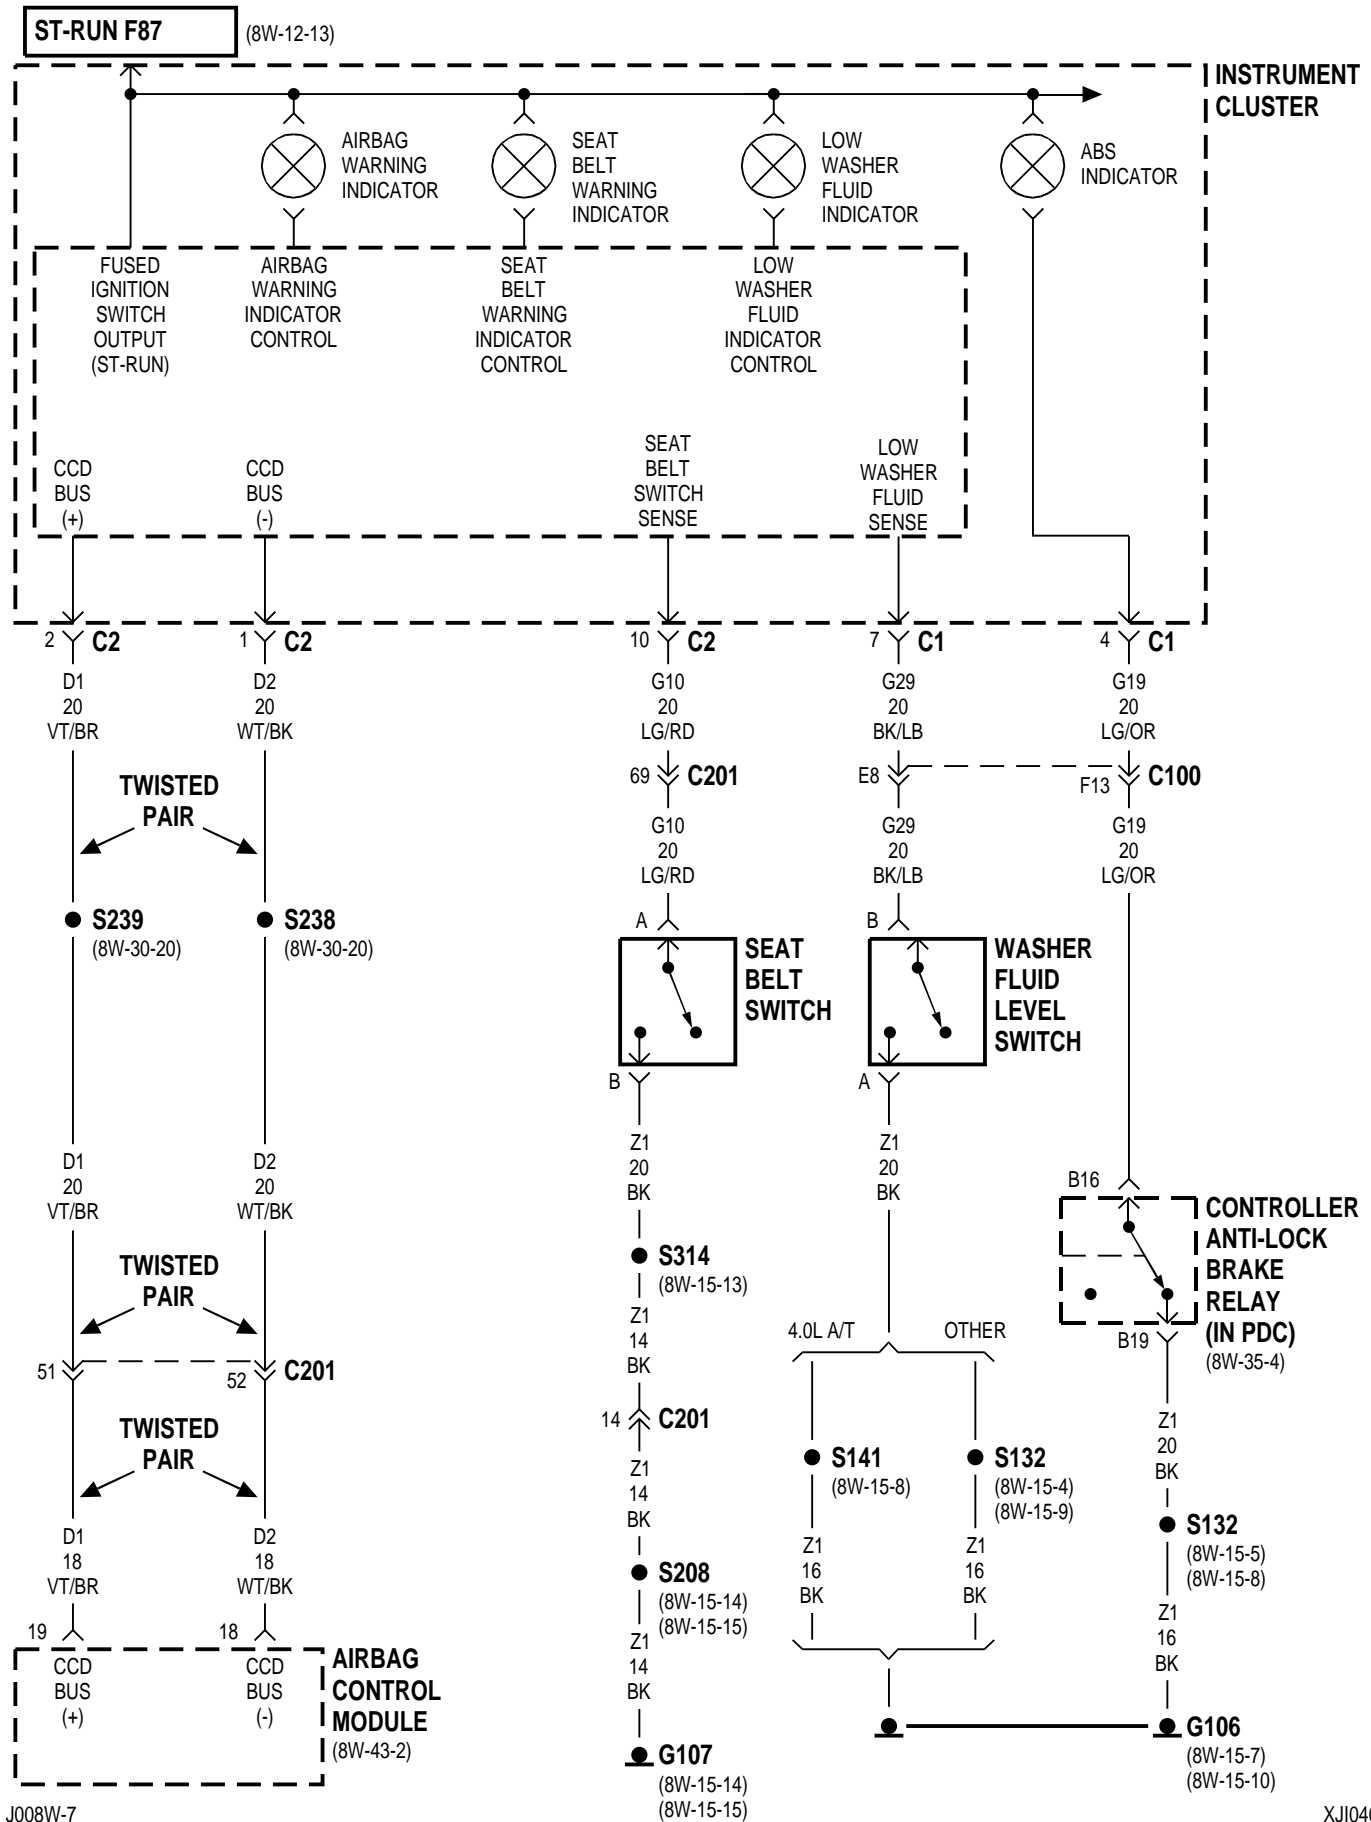 ST-RUN F87
(8W-12-13)
INSTRUMENT
CLUSTER
AIRBAG
WARNING
INDICATOR
SEAT
BELT
WARNING
INDICATOR
LOW
WASHER
FLUID
INDICATOR
ABS
INDICATOR
FUSED
IGNITION
SWITCH
OUTPUT
(ST-RUN)
AIRBAG
WARNING
INDICATOR
CONTROL
SEAT
BELT
WARNING
INDICATOR
CONTROL
LOW
WASHER
FLUID
INDICATOR
CONTROL
CCD
BUS
(+)
CCD
BUS
(-)
SEAT
BELT
SWITCH
SENSE
LOW
WASHER
FLUID
SENSE
2 C2
1 C2
10 C2
7 C1
4 C1
D1
20
VT/BR
D2
20
WT/BK
G10
20
LG/RD
G29
20
BK/LB
G19
20
LG/OR
TWISTED
PAIR
69 C201
E8
F13 C100
G10
20
LG/RD
G29
20
BK/LB
G19
20
LG/OR
S239
(8W-30-20)
S238
(8W-30-20)
A
SEAT
BELT
SWITCH
B
B
WASHER
FLUID
LEVEL
SWITCH
A
D1
20
VT/BR
D2
20
WT/BK
Z1
20
BK
Z1
20
BK
B16
CONTROLLER
ANTI-LOCK
BRAKE
RELAY
(IN PDC)
(8W-35-4)
B19
TWISTED
PAIR
S314
(8W-15-13)
Z1
14
BK
4.0L A/T
OTHER
51
52 C201
14 C201
TWISTED
PAIR
Z1
14
BK
S141
(8W-15-8)
S132
(8W-15-4)
(8W-15-9)
Z1
20
BK
S132
(8W-15-5)
(8W-15-8)
D1
18
VT/BR
D2
18
WT/BK
S208
(8W-15-14)
(8W-15-15)
Z1
16
BK
Z1
16
BK
Z1
16
BK
19
18
CCD
BUS
(+)
CCD
BUS
(-)
AIRBAG
CONTROL
MODULE
(8W-43-2)
Z1
14
BK
G107
(8W-15-14)
(8W-15-15)
G106
(8W-15-7)
(8W-15-10)
J008W-7